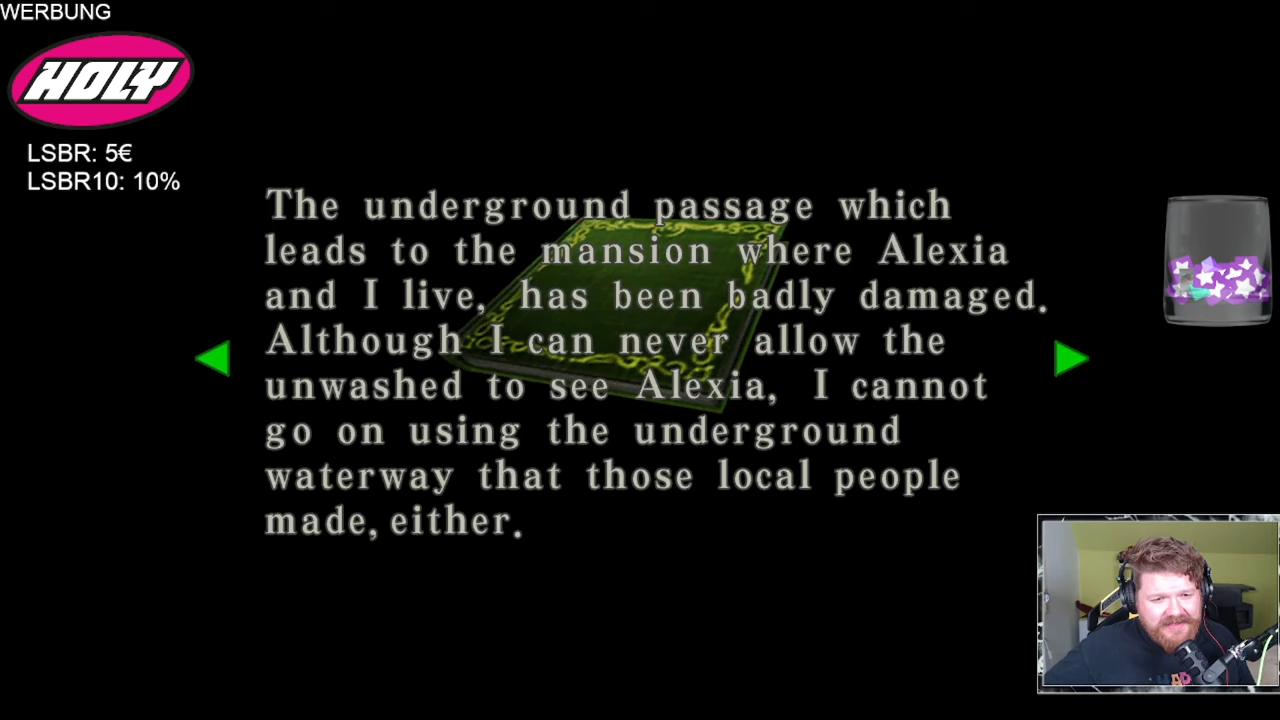 WERBUNG
HOLY
LSBR: 5€
LSBR10: 10%
The underground passage which
leads to the mansion where Alexia
and I live, has been badly damaged.
Although I can never allow the
unwashed to see Alexia, I cannot
go on using the underground
waterway that those local people
made, either.